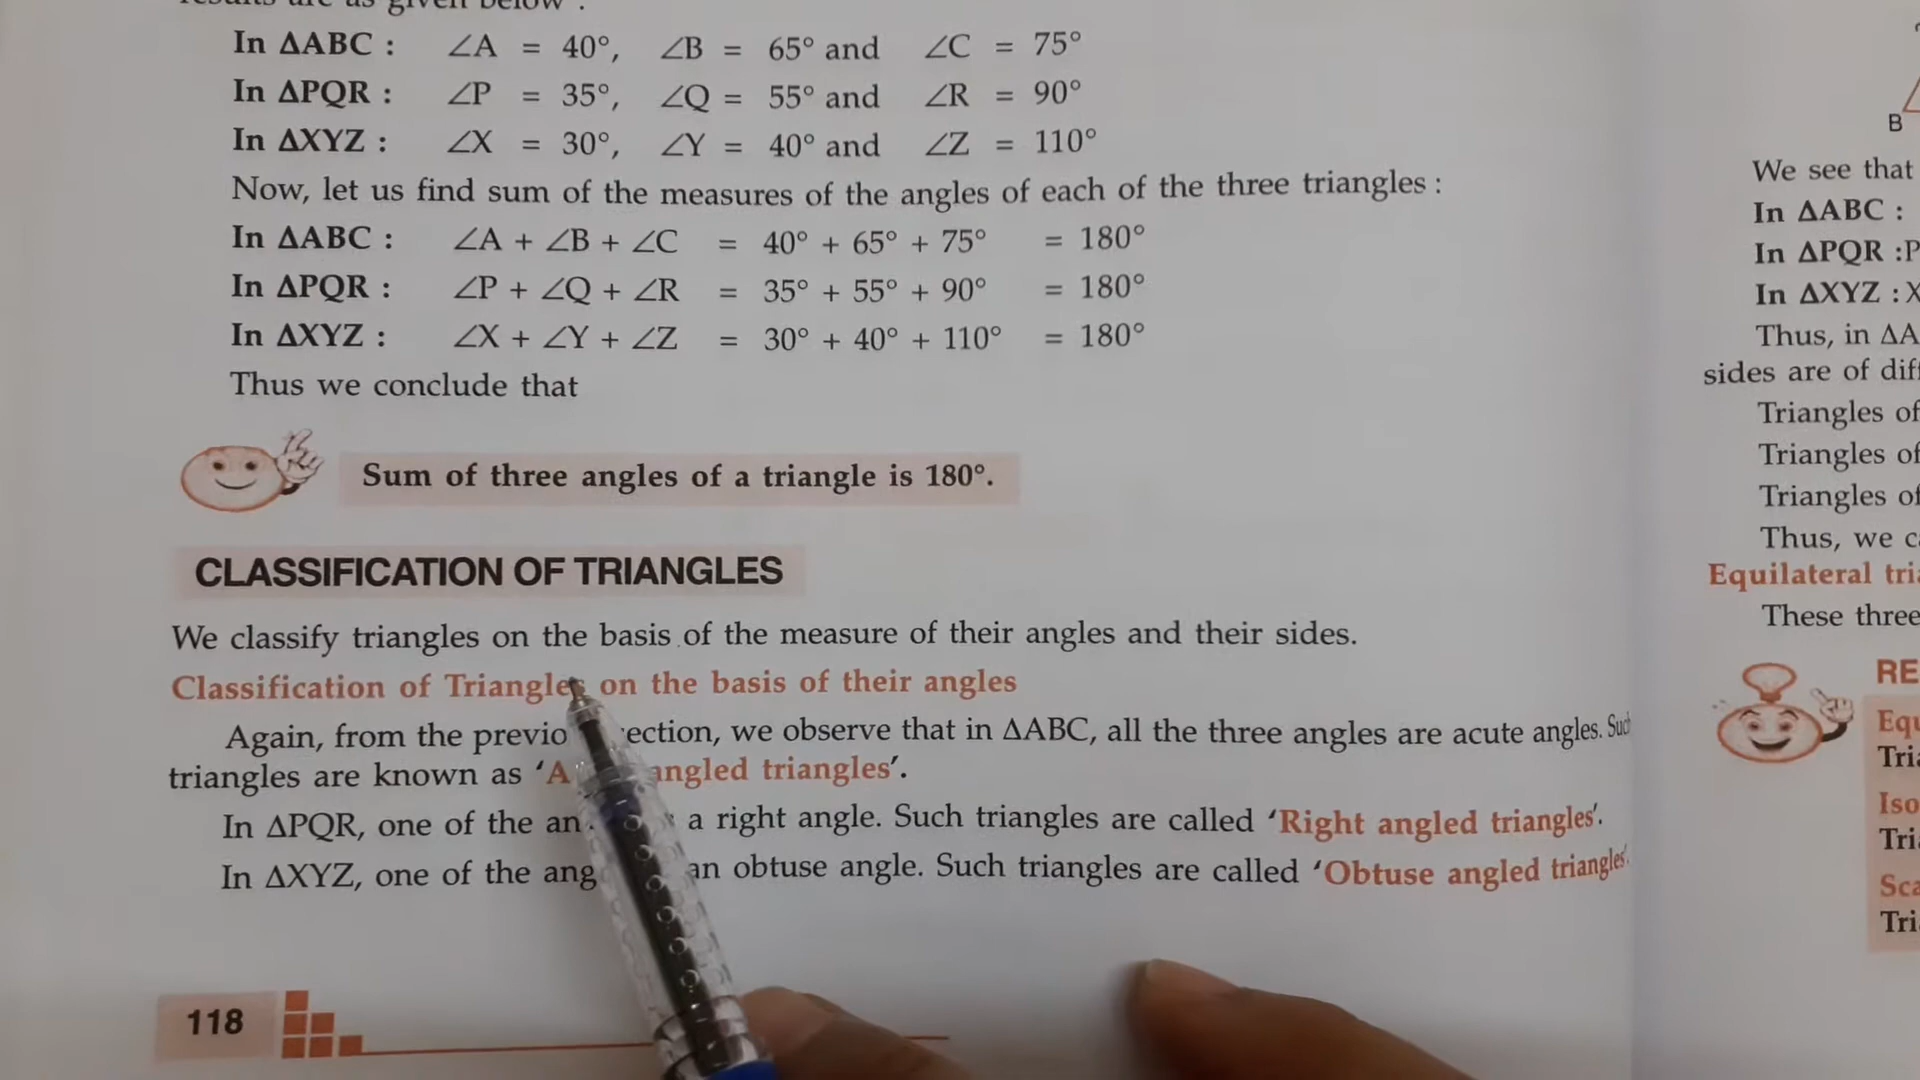 results are as given below :
In ΔABC : ∠A = 40°, ∠B = 65° and ∠C = 75°
In ΔPQR : ∠P = 35°, ∠Q = 55° and ∠R = 90°
In ΔXYZ : ∠X = 30°, ∠Y = 40° and ∠Z = 110°
Now, let us find sum of the measures of the angles of each of the three triangles :
In ΔABC : ∠A + ∠B + ∠C = 40° + 65° + 75° = 180°
In ΔPQR : ∠P + ∠Q + ∠R = 35° + 55° + 90° = 180°
In ΔXYZ : ∠X + ∠Y + ∠Z = 30° + 40° + 110° = 180°
Thus we conclude that
Sum of three angles of a triangle is 180°.
CLASSIFICATION OF TRIANGLES
We classify triangles on the basis of the measure of their angles and their sides.
Classification of Triangles on the basis of their angles
Again, from the previo ection, we observe that in ΔABC, all the three angles are acute angles. Such
triangles are known as 'A angled triangles'.
In ΔPQR, one of the an a right angle. Such triangles are called 'Right angled triangles'.
In ΔXYZ, one of the ang an obtuse angle. Such triangles are called 'Obtuse angled triangles'.
118
B
We see that
In ΔABC :
In ΔPQR : P
In ΔXYZ : X
Thus, in ΔA
sides are of diff
Triangles of
Triangles of
Triangles of
Thus, we c
Equilateral tri
These three
RE
Equ
Tri
Iso
Tri
Sca
Tri